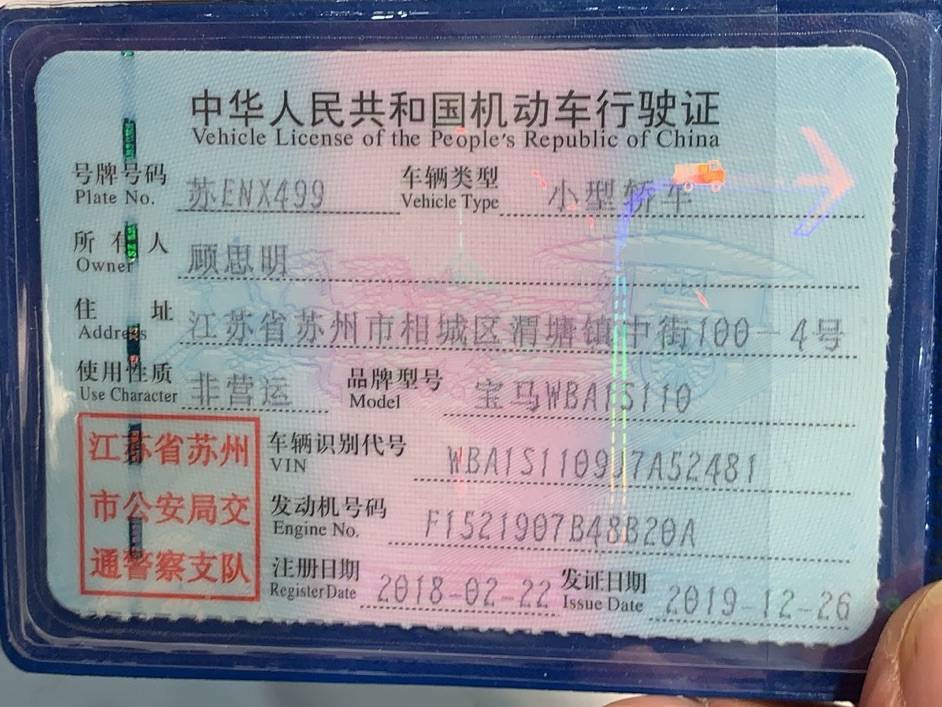 中华人民共和国机动车行驶证
Vehicle License of the People's Republic of China
号牌号码 苏ENX499 车辆类型 小型轿车
Plate No. Vehicle Type
所有人 顾思明
Owner
住址 江苏省苏州市相城区渭塘镇中街100-4号
Address
使用性质 非营运 品牌型号 宝马WBA1S110
Use Character Model
江苏省苏州
市公安局交
通警察支队
车辆识别代号 WBA1S1109J7A52481
VIN
发动机号码 F1521907B48B20A
Engine No.
注册日期 2018-02-22 发证日期 2019-12-26
Register Date Issue Date